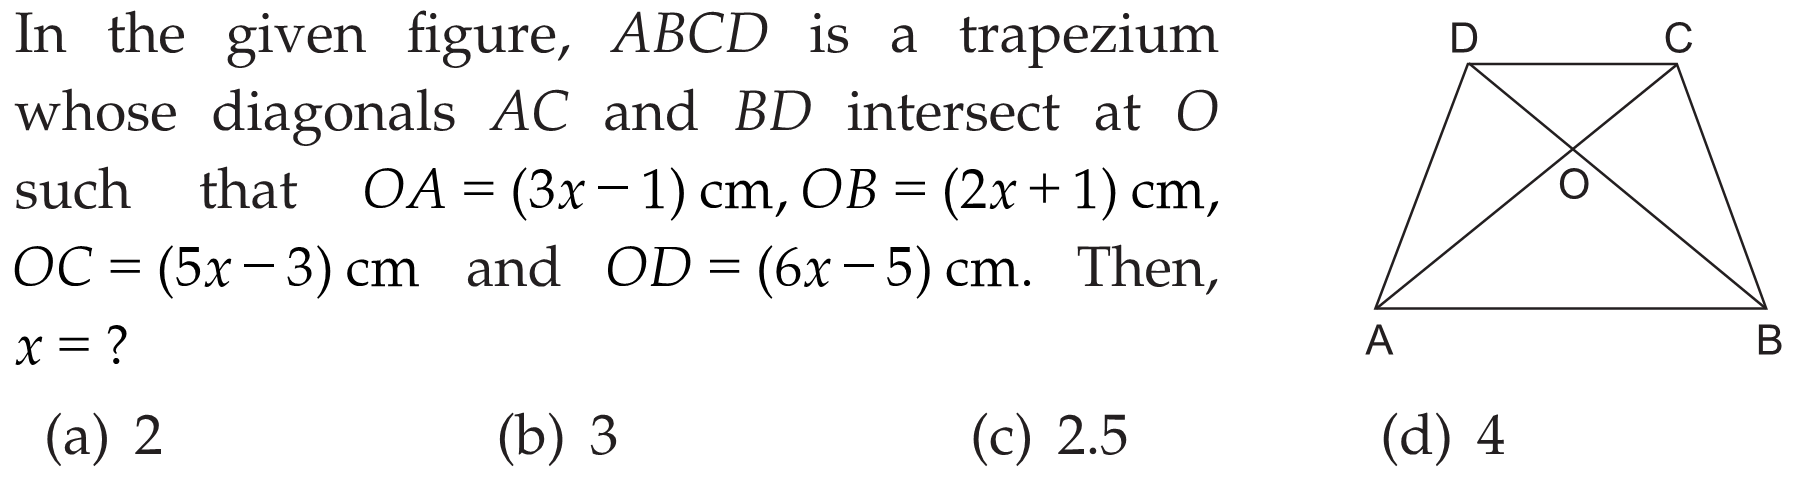 In the given figure, ABCD is a trapezium
whose diagonals AC and BD intersect at O
such that OA = (3x − 1) cm, OB = (2x + 1) cm,
OC = (5x − 3) cm and OD = (6x − 5) cm. Then,
x = ?
(a) 2 (b) 3 (c) 2.5 (d) 4
D C
O
A B